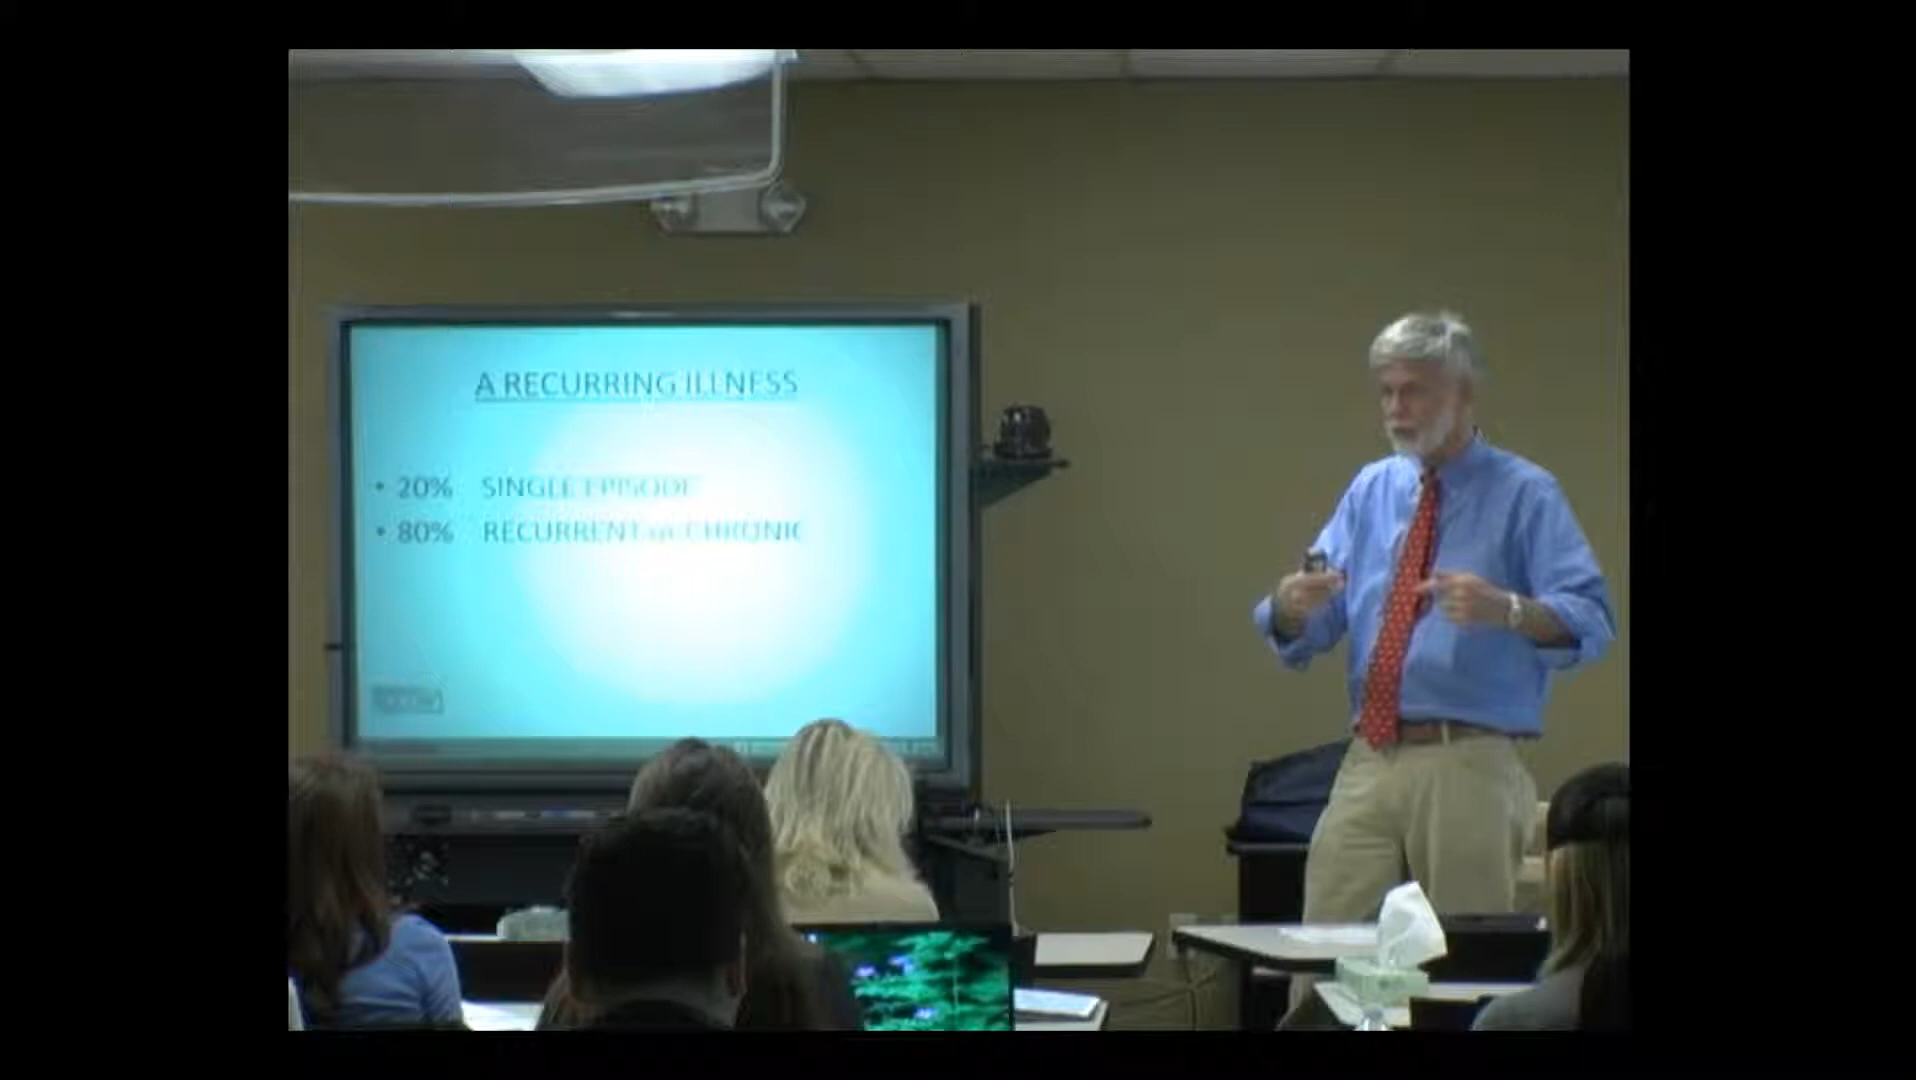 A RECURRING ILLNESS
• 20% SINGLE EPISODE
• 80% RECURRENT or CHRONIC